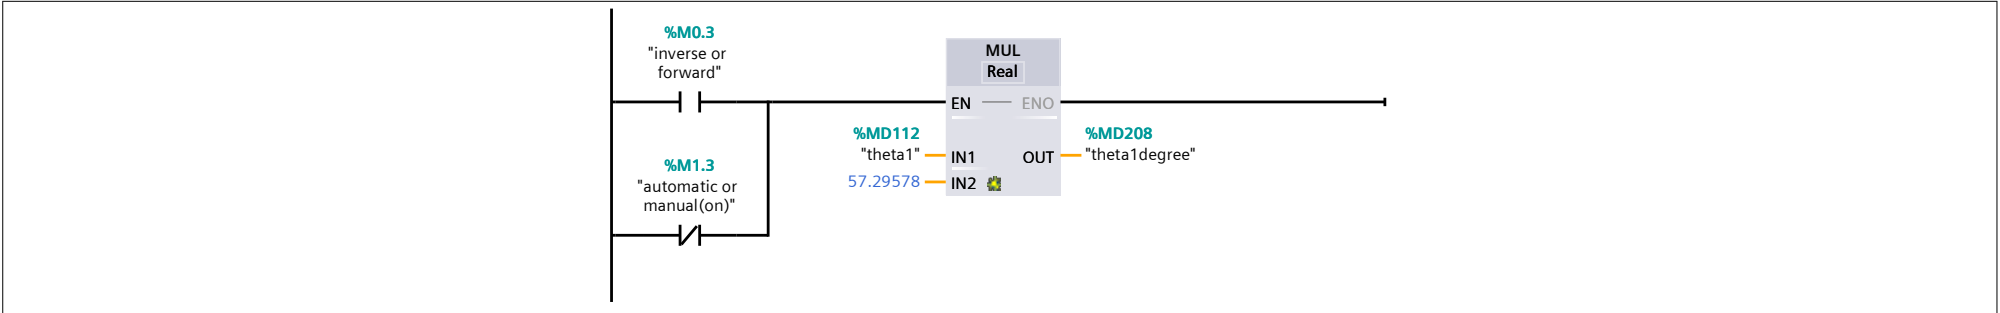 %M0.3
"inverse or
forward"
MUL
Real
EN
ENO
%MD112
"theta1"
IN1
OUT
%MD208
"theta1degree"
%M1.3
"automatic or
manual(on)"
57.29578
IN2